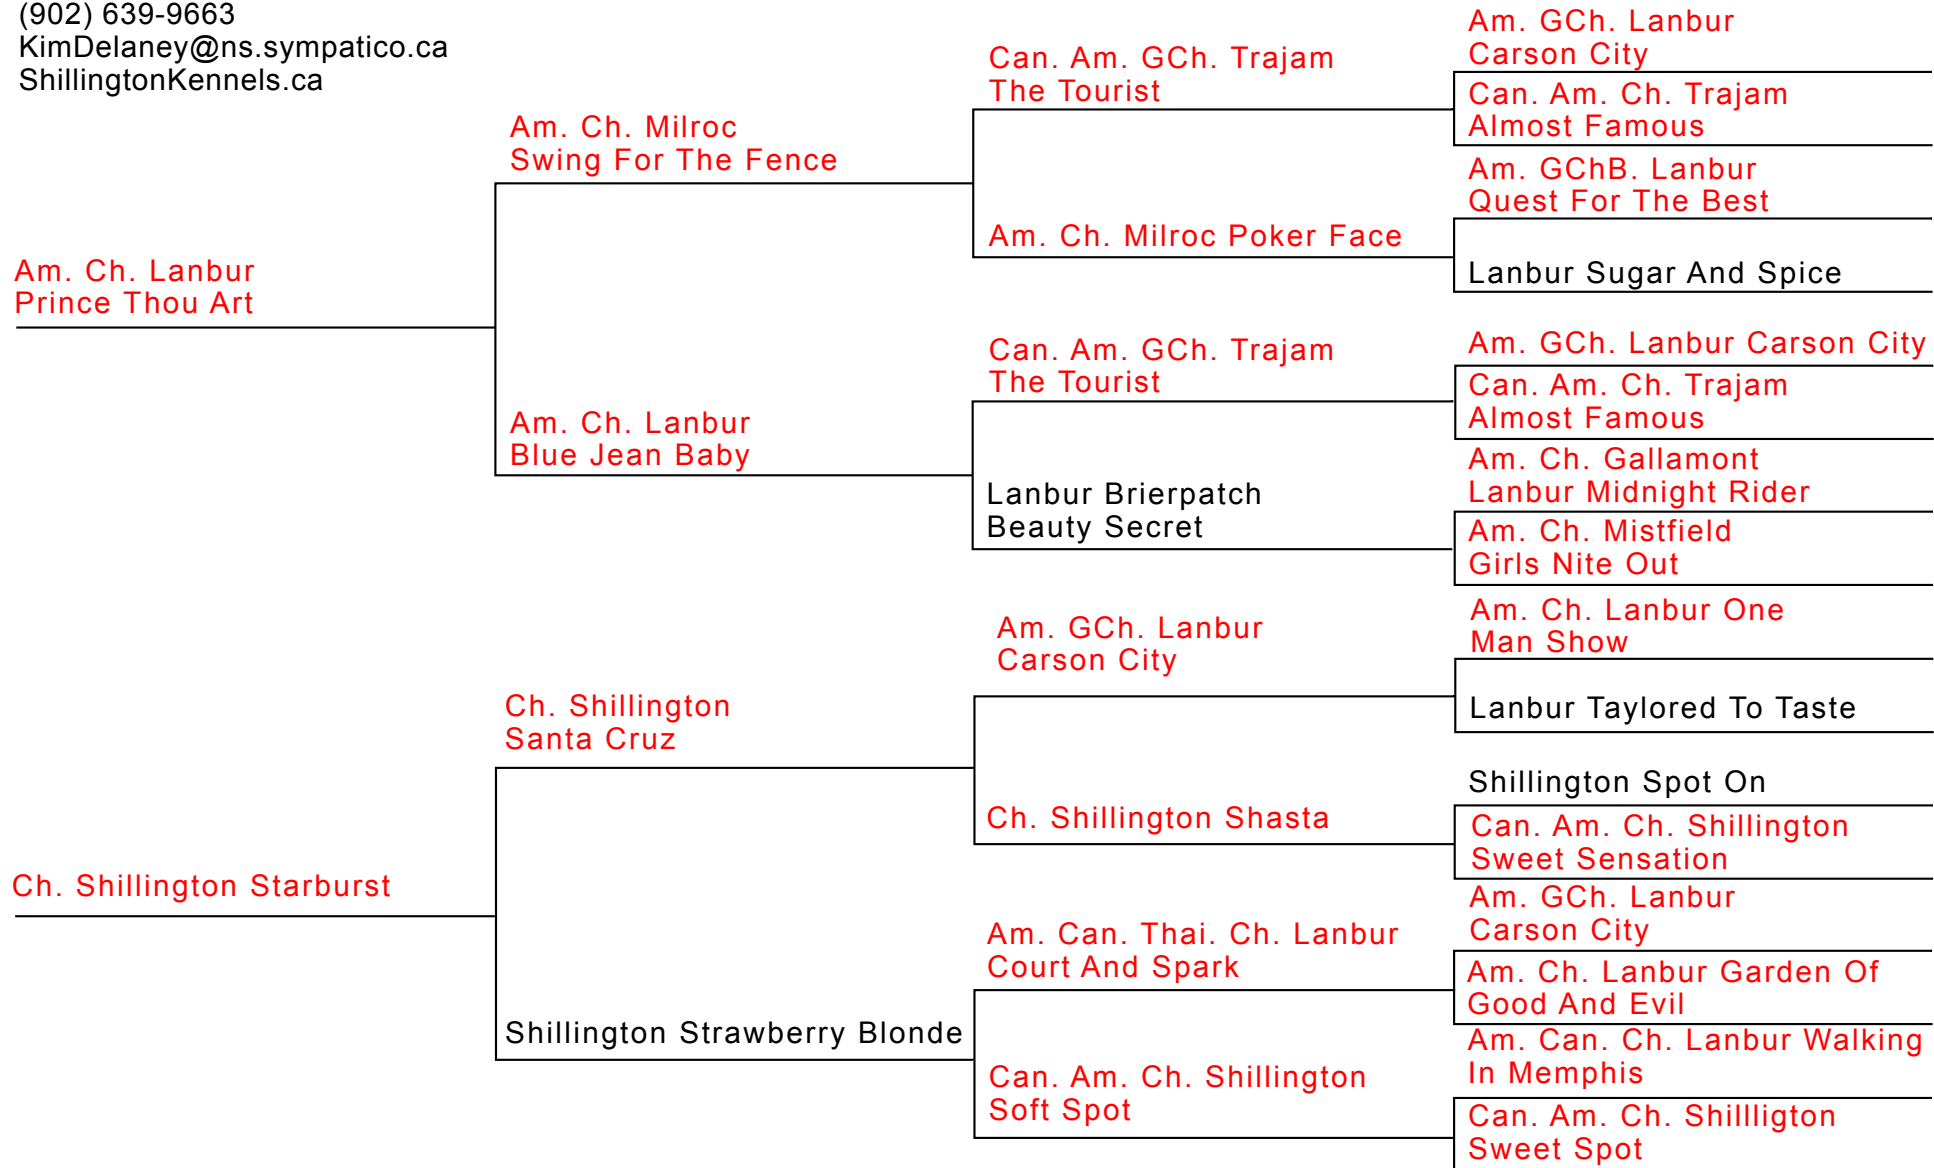 (902) 639-9663
KimDelaney@ns.sympatico.ca
ShillingtonKennels.ca
Am. Ch. Lanbur
Prince Thou Art
Ch. Shillington Starburst
Am. Ch. Milroc
Swing For The Fence
Am. Ch. Lanbur
Blue Jean Baby
Ch. Shillington
Santa Cruz
Shillington Strawberry Blonde
Can. Am. GCh. Trajam
The Tourist
Am. Ch. Milroc Poker Face
Can. Am. GCh. Trajam
The Tourist
Lanbur Brierpatch
Beauty Secret
Am. GCh. Lanbur
Carson City
Ch. Shillington Shasta
Am. Can. Thai. Ch. Lanbur
Court And Spark
Can. Am. Ch. Shillington
Soft Spot
Am. GCh. Lanbur
Carson City
Can. Am. Ch. Trajam
Almost Famous
Am. GChB. Lanbur
Quest For The Best
Lanbur Sugar And Spice
Am. GCh. Lanbur Carson City
Can. Am. Ch. Trajam
Almost Famous
Am. Ch. Gallamont
Lanbur Midnight Rider
Am. Ch. Mistfield
Girls Nite Out
Am. Ch. Lanbur One
Man Show
Lanbur Taylored To Taste
Shillington Spot On
Can. Am. Ch. Shillington
Sweet Sensation
Am. GCh. Lanbur
Carson City
Am. Ch. Lanbur Garden Of
Good And Evil
Am. Can. Ch. Lanbur Walking
In Memphis
Can. Am. Ch. Shillligton
Sweet Spot